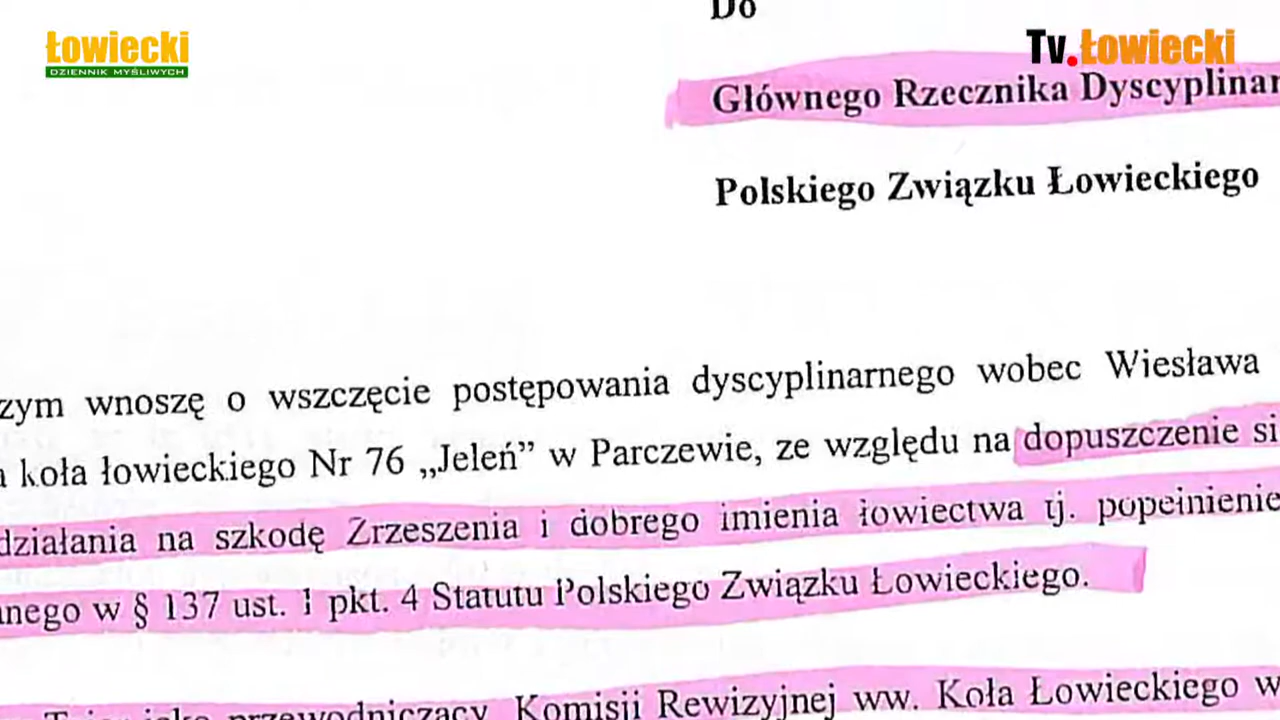 Do
Łowiecki
DZIENNIK MYŚLIWYCH
Tv.Łowiecki
Głównego Rzecznika Dyscyplinar
Polskiego Związku Łowieckiego
zym wnoszę o wszczęcie postępowania dyscyplinarnego wobec Wiesława
a koła łowieckiego Nr 76 „Jeleń” w Parczewie, ze względu na dopuszczenie si
działania na szkodę Zrzeszenia i dobrego imienia łowiectwa tj. popełnienie
nego w § 137 ust. 1 pkt. 4 Statutu Polskiego Związku Łowieckiego.
jako przewodniczący Komisji Rewizyjnej ww. Koła Łowieckiego w